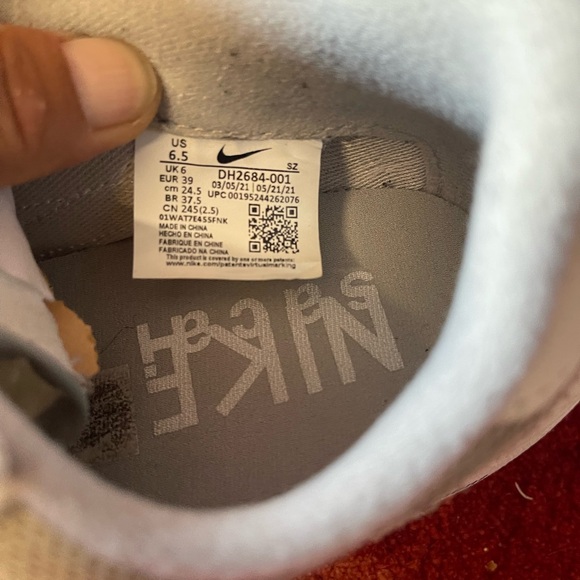 US
6.5
SZ
UK 6
DH2684-001
EUR 39
03/05/21 | 05/21/21
cm 24.5
UPC 00195244262076
BR 37.5
CN 245(2.5)
01WAT7E45SFNK
MADE IN CHINA
HECHO EN CHINA
FABRIQUE EN CHINE
FABRICADO NA CHINA
This product is covered by one or more patents:
www.nike.com/patentsvirtualmarking
NIKE
sacai